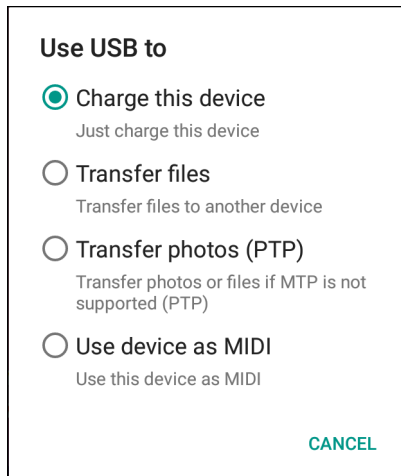 Use USB to
Charge this device
Just charge this device
Transfer files
Transfer files to another device
Transfer photos (PTP)
Transfer photos or files if MTP is not
supported (PTP)
Use device as MIDI
Use this device as MIDI
CANCEL